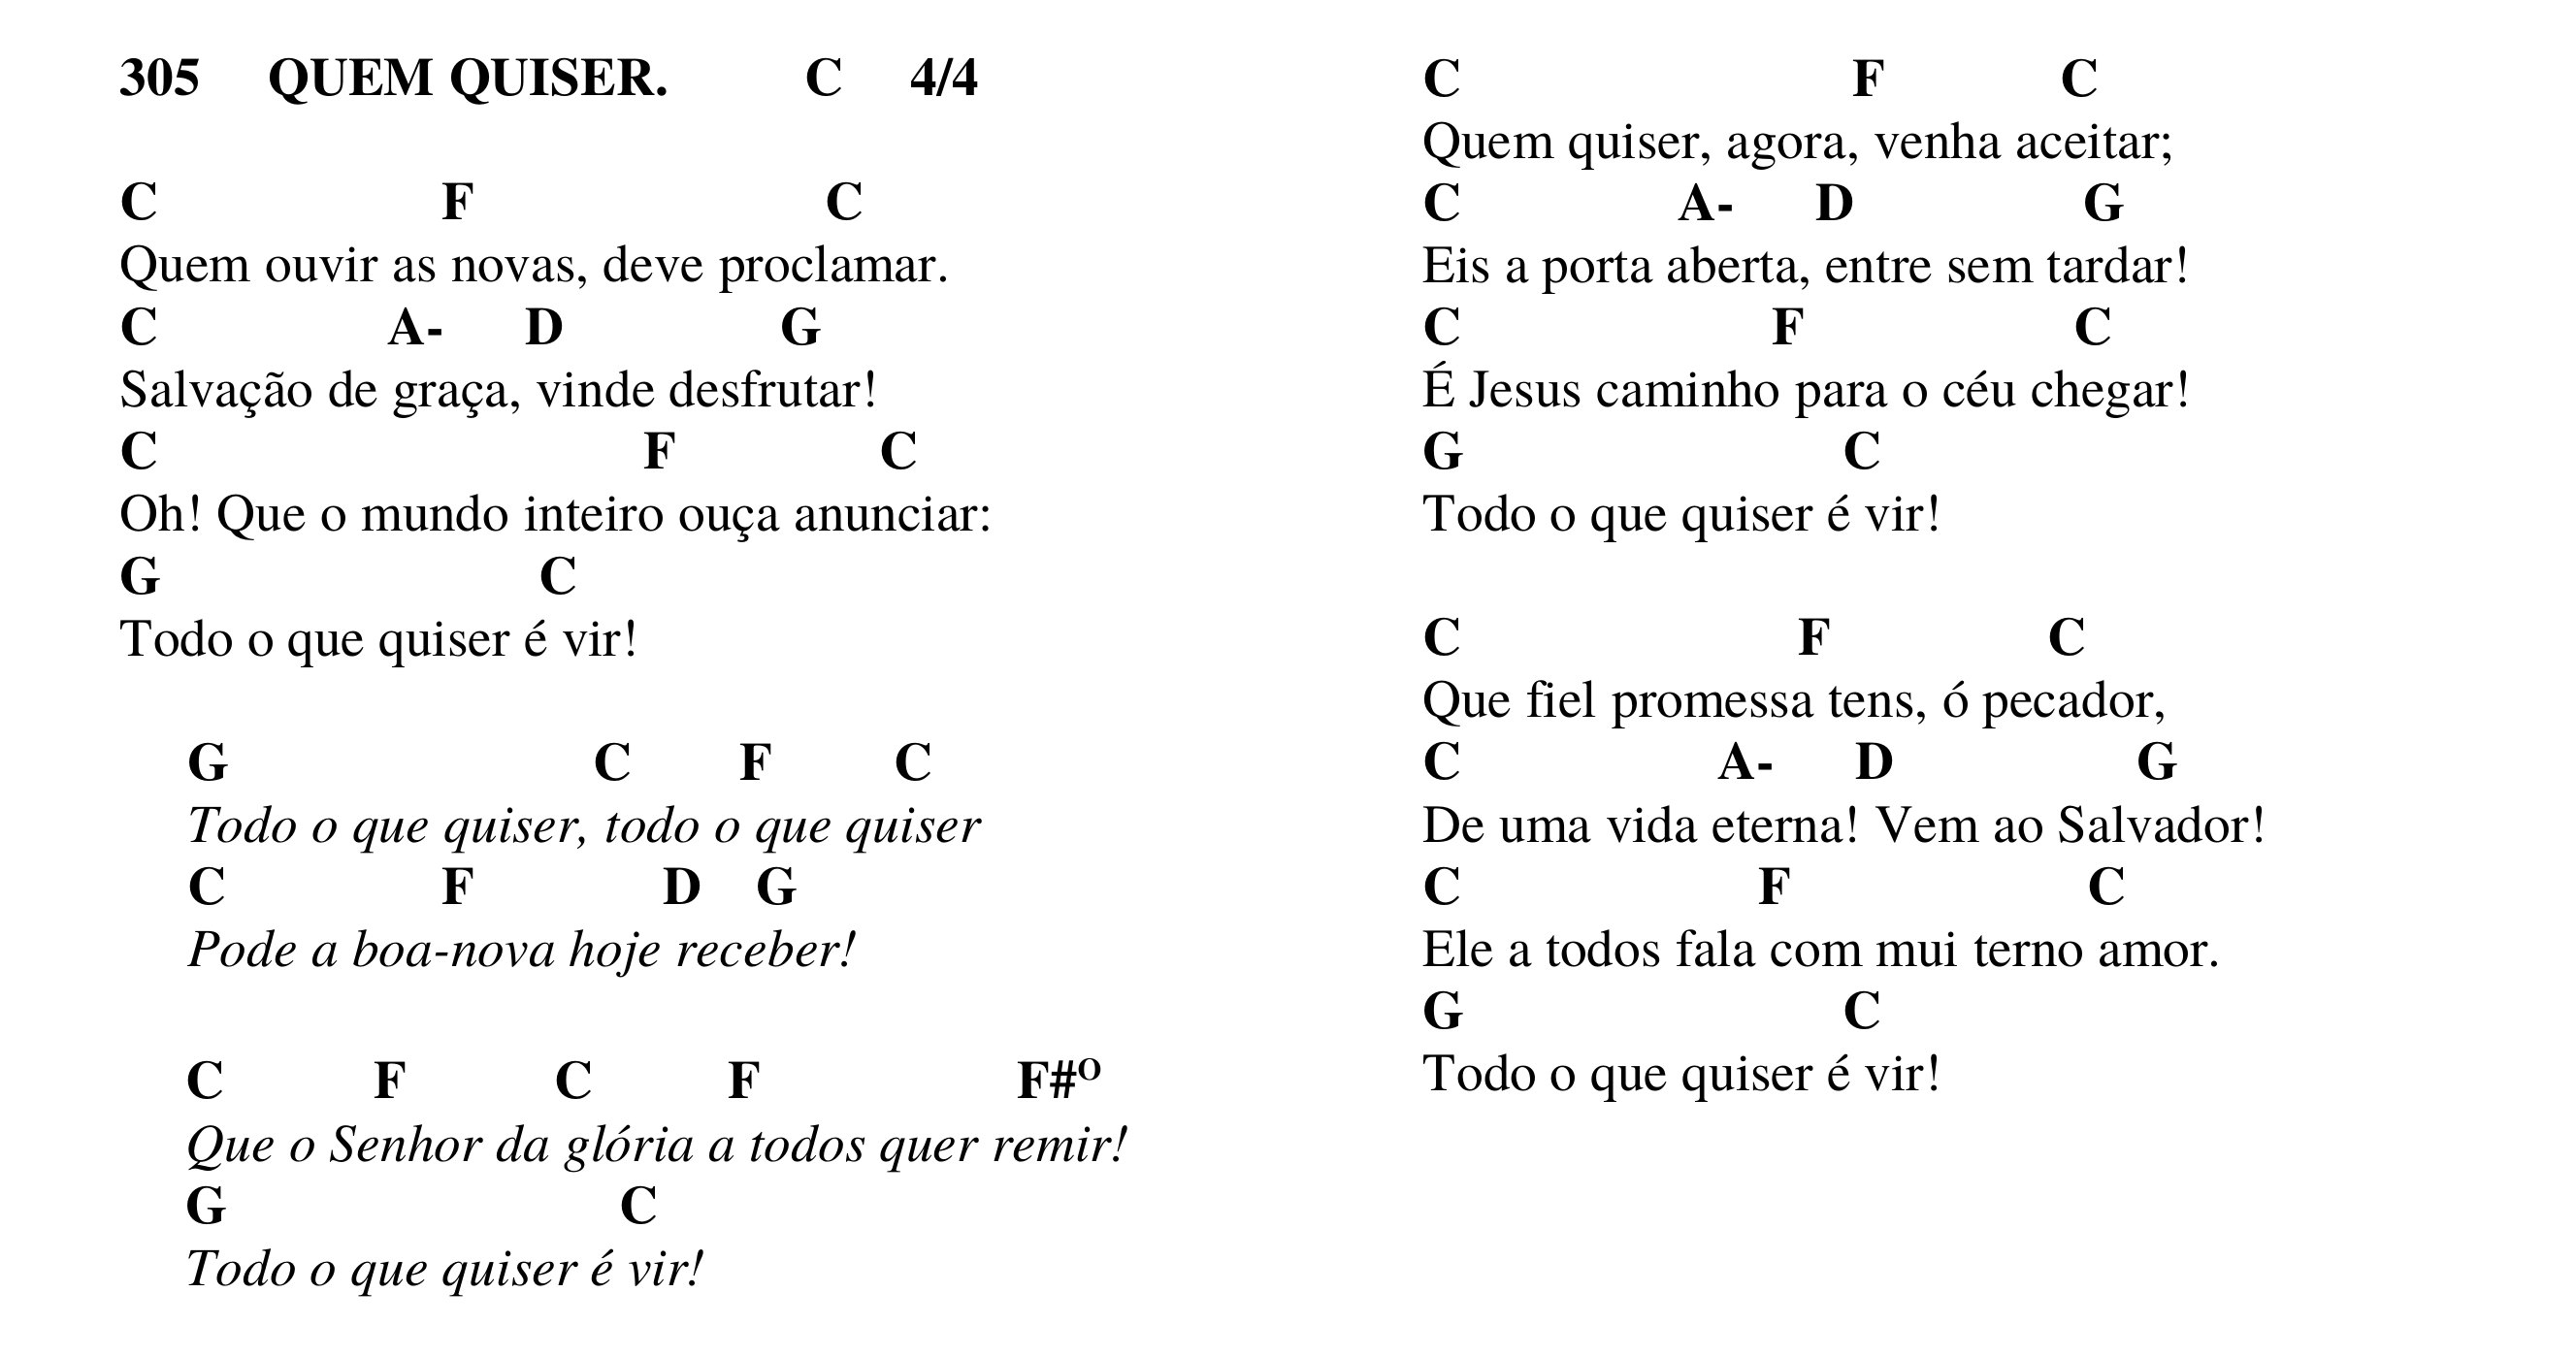 305 QUEM QUISER. C 4/4
C F C
Quem ouvir as novas, deve proclamar.
C A- D G
Salvação de graça, vinde desfrutar!
C F C
Oh! Que o mundo inteiro ouça anunciar:
G C
Todo o que quiser é vir!
G C F C
Todo o que quiser, todo o que quiser
C F D G
Pode a boa-nova hoje receber!
C F C F F#º
Que o Senhor da glória a todos quer remir!
G C
Todo o que quiser é vir!
C F C
Quem quiser, agora, venha aceitar;
C A- D G
Eis a porta aberta, entre sem tardar!
C F C
É Jesus caminho para o céu chegar!
G C
Todo o que quiser é vir!
C F C
Que fiel promessa tens, ó pecador,
C A- D G
De uma vida eterna! Vem ao Salvador!
C F C
Ele a todos fala com mui terno amor.
G C
Todo o que quiser é vir!